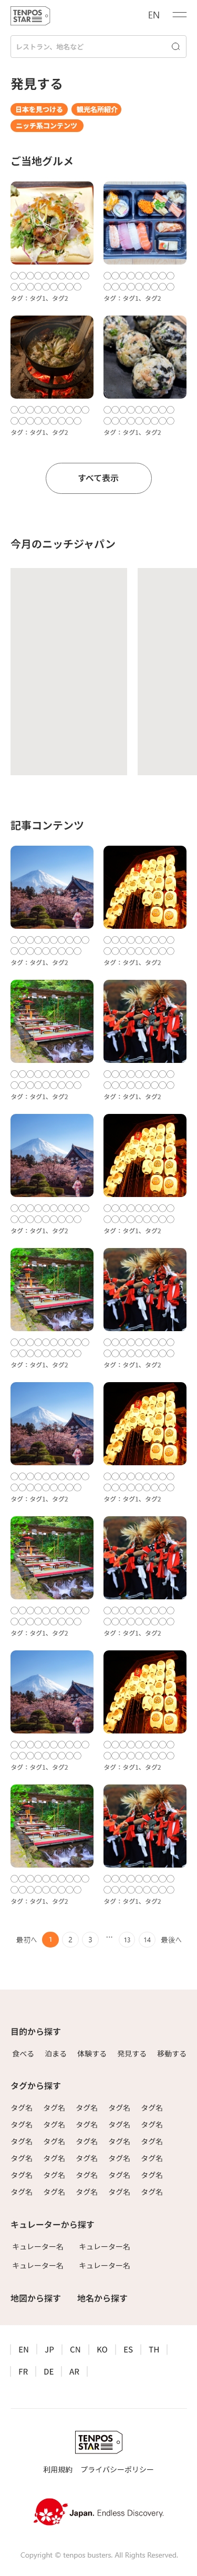 TENPOS
STAR
EN
レストラン、地名など
発見する
日本を見つける 観光名所紹介
ニッチ系コンテンツ
ご当地グルメ
◯◯◯◯◯◯◯◯◯◯
◯◯◯◯◯◯◯◯◯
タグ：タグ1、タグ2
◯◯◯◯◯◯◯◯◯
◯◯◯◯◯◯◯◯◯
タグ：タグ1、タグ2
◯◯◯◯◯◯◯◯◯◯
◯◯◯◯◯◯◯◯◯
タグ：タグ1、タグ2
◯◯◯◯◯◯◯◯◯
◯◯◯◯◯◯◯◯◯
タグ：タグ1、タグ2
すべて表示
今月のニッチジャパン
記事コンテンツ
◯◯◯◯◯◯◯◯◯◯
◯◯◯◯◯◯◯◯◯
タグ：タグ1、タグ2
◯◯◯◯◯◯◯◯◯
◯◯◯◯◯◯◯◯◯
タグ：タグ1、タグ2
◯◯◯◯◯◯◯◯◯◯
◯◯◯◯◯◯◯◯◯
タグ：タグ1、タグ2
◯◯◯◯◯◯◯◯◯
◯◯◯◯◯◯◯◯◯
タグ：タグ1、タグ2
◯◯◯◯◯◯◯◯◯◯
◯◯◯◯◯◯◯◯◯
タグ：タグ1、タグ2
◯◯◯◯◯◯◯◯◯
◯◯◯◯◯◯◯◯◯
タグ：タグ1、タグ2
◯◯◯◯◯◯◯◯◯◯
◯◯◯◯◯◯◯◯◯
タグ：タグ1、タグ2
◯◯◯◯◯◯◯◯◯
◯◯◯◯◯◯◯◯◯
タグ：タグ1、タグ2
◯◯◯◯◯◯◯◯◯◯
◯◯◯◯◯◯◯◯◯
タグ：タグ1、タグ2
◯◯◯◯◯◯◯◯◯
◯◯◯◯◯◯◯◯◯
タグ：タグ1、タグ2
◯◯◯◯◯◯◯◯◯◯
◯◯◯◯◯◯◯◯◯
タグ：タグ1、タグ2
◯◯◯◯◯◯◯◯◯
◯◯◯◯◯◯◯◯◯
タグ：タグ1、タグ2
◯◯◯◯◯◯◯◯◯◯
◯◯◯◯◯◯◯◯◯
タグ：タグ1、タグ2
◯◯◯◯◯◯◯◯◯
◯◯◯◯◯◯◯◯◯
タグ：タグ1、タグ2
◯◯◯◯◯◯◯◯◯◯
◯◯◯◯◯◯◯◯◯
タグ：タグ1、タグ2
◯◯◯◯◯◯◯◯◯
◯◯◯◯◯◯◯◯◯
タグ：タグ1、タグ2
最初へ 1 2 3 … 13 14 最後へ
目的から探す
食べる 泊まる 体験する 発見する 移動する
タグから探す
タグ名 タグ名 タグ名 タグ名 タグ名
タグ名 タグ名 タグ名 タグ名 タグ名
タグ名 タグ名 タグ名 タグ名 タグ名
タグ名 タグ名 タグ名 タグ名 タグ名
タグ名 タグ名 タグ名 タグ名 タグ名
タグ名 タグ名 タグ名 タグ名 タグ名
キュレーターから探す
キュレーター名 キュレーター名
キュレーター名 キュレーター名
地図から探す 地名から探す
EN JP CN KO ES TH
FR DE AR
TENPOS
STAR
利用規約 プライバシーポリシー
Japan. Endless Discovery.
Copyright © tenpos busters. All Rights Reserved.